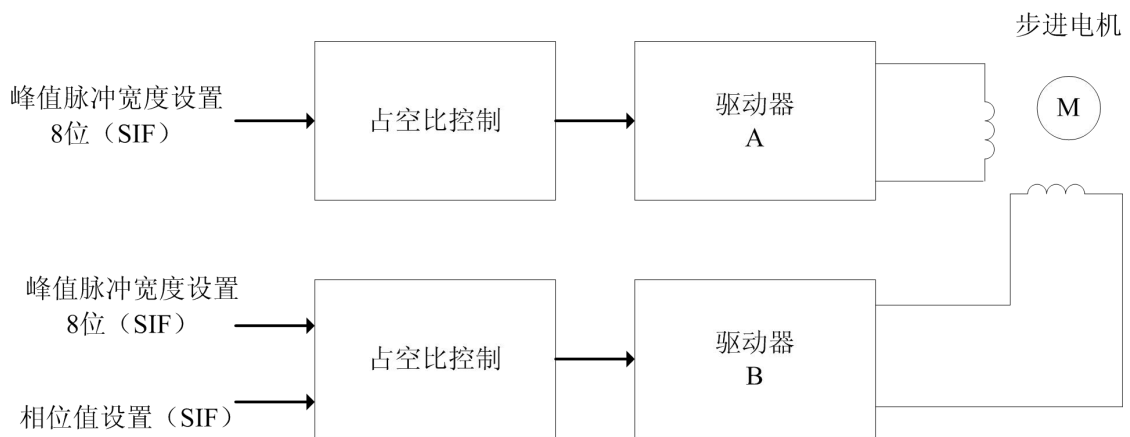 步进电机
峰值脉冲宽度设置
8位（SIF）
占空比控制
驱动器
A
M
峰值脉冲宽度设置
8位（SIF）
相位值设置（SIF）
占空比控制
驱动器
B